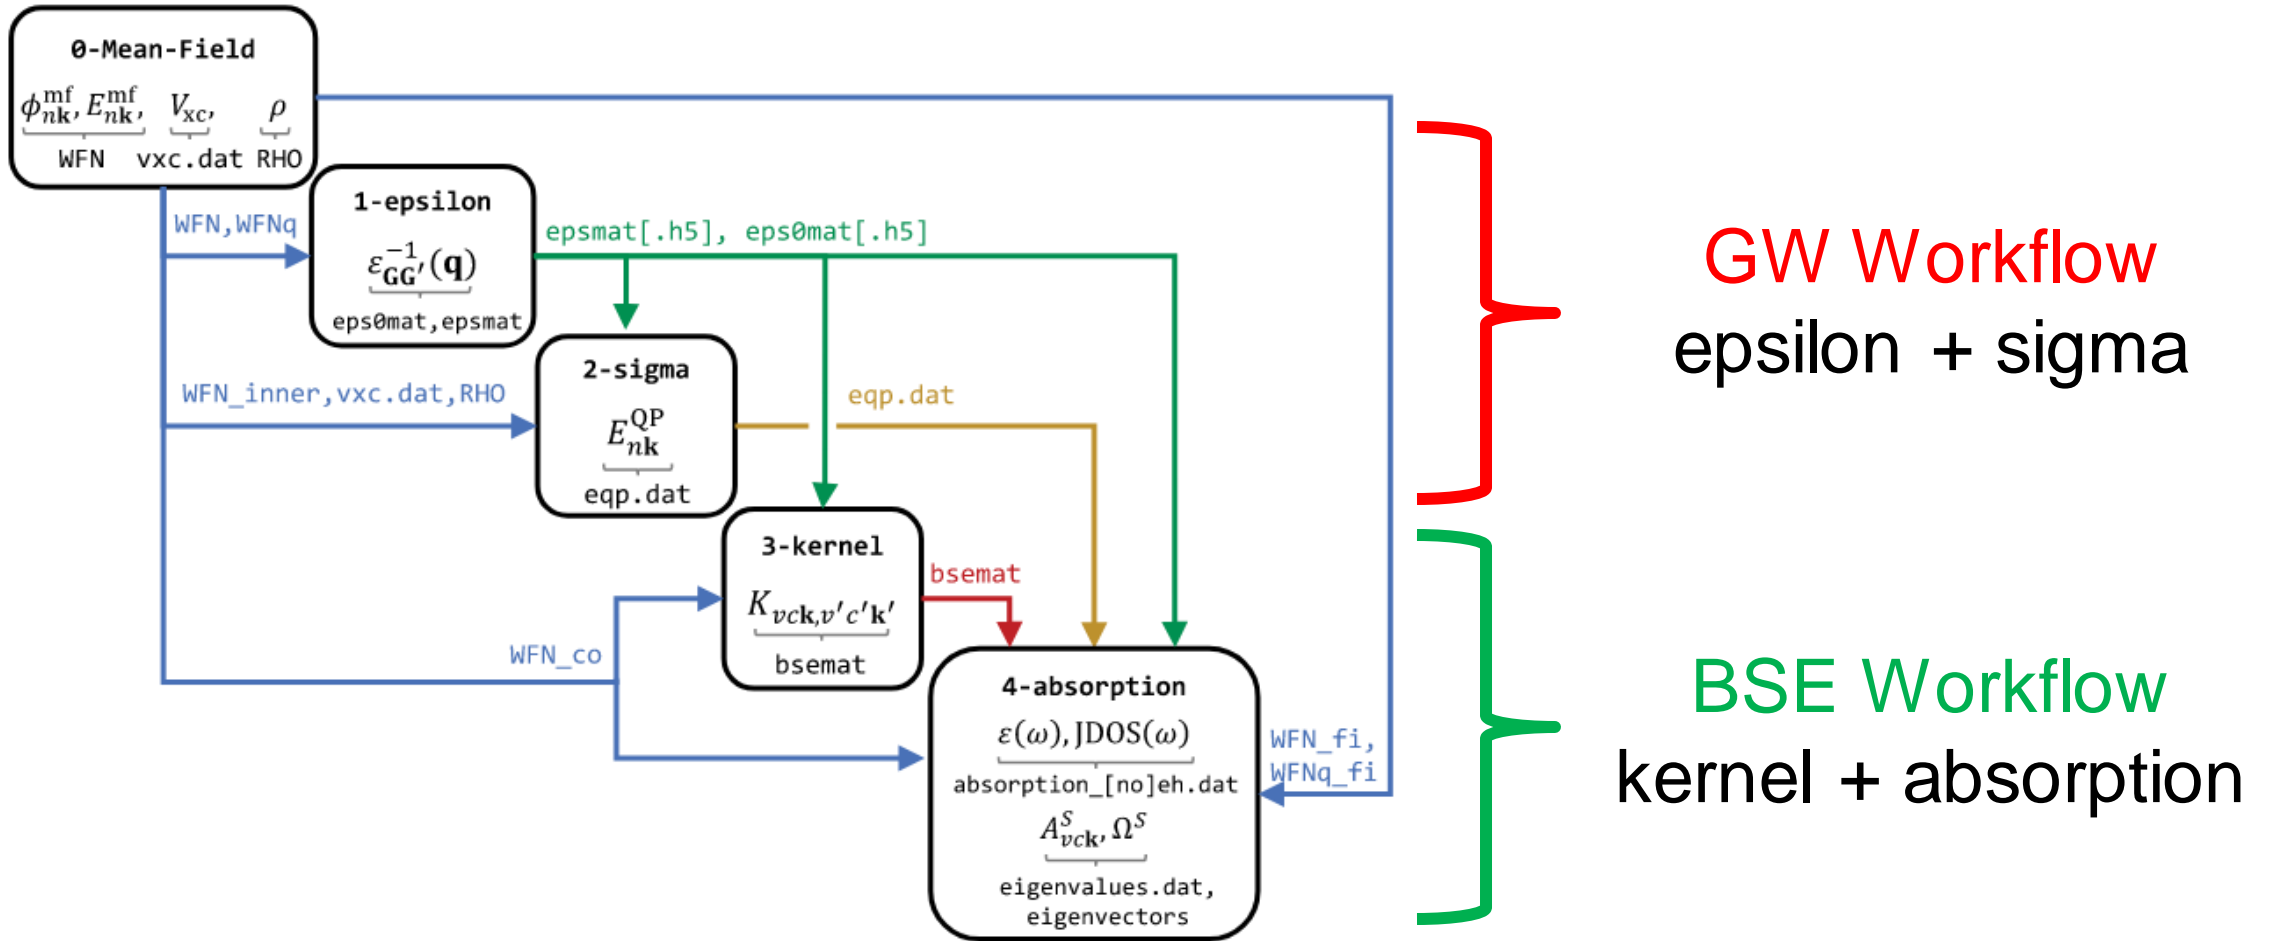 0-Mean-Field
ϕ^mf_nk, E^mf_nk, V_xc, ρ
WFN vxc.dat RHO
WFN,WFNq
1-epsilon
ε^−1_GG′(q)
eps0mat,epsmat
epsmat[.h5], eps0mat[.h5]
WFN_inner,vxc.dat,RHO
2-sigma
E^QP_nk
eqp.dat
eqp.dat
3-kernel
K_vck,v′c′k′
bsemat
bsemat
WFN_co
4-absorption
ε(ω), JDOS(ω)
absorption_[no]eh.dat
A^S_vck, Ω^S
eigenvalues.dat,
eigenvectors
WFN_fi,
WFNq_fi
GW Workflow
epsilon + sigma
BSE Workflow
kernel + absorption